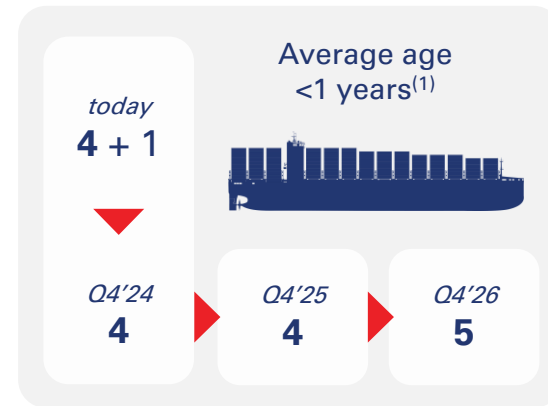 Average age
<1 years(1)
today
4 + 1
Q4’24
4
Q4’25
4
Q4’26
5